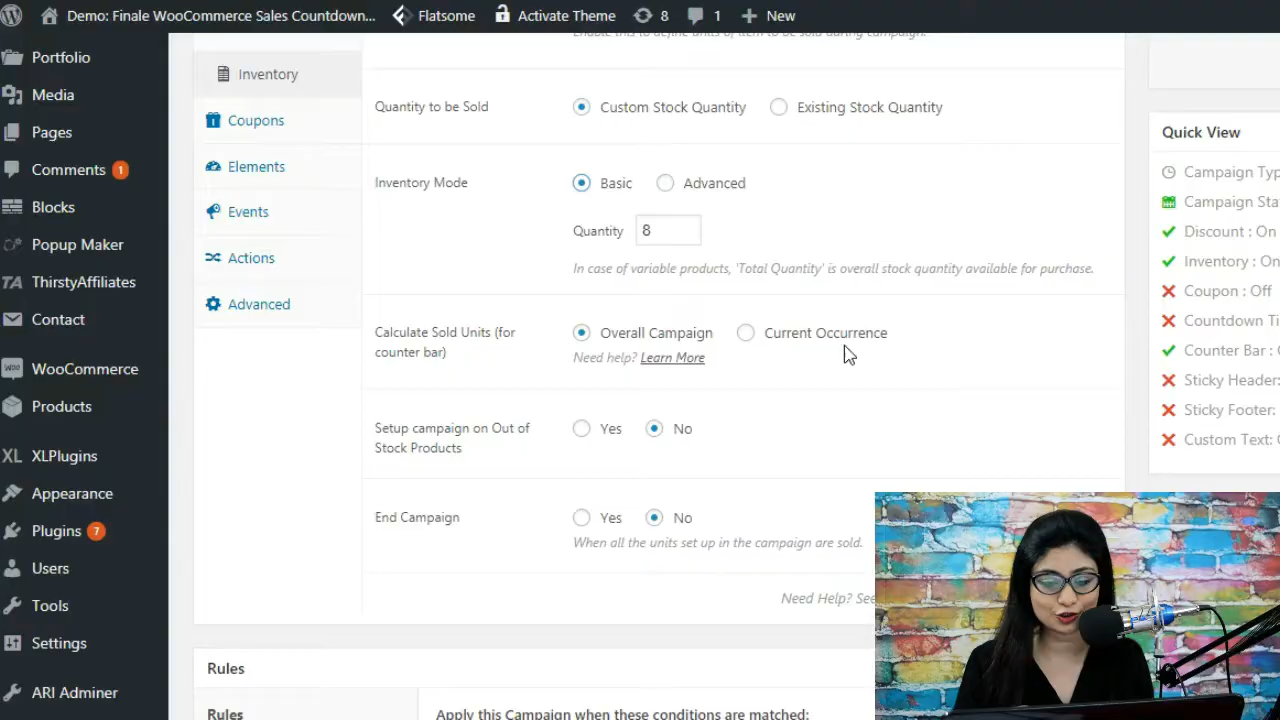 Demo: Finale WooCommerce Sales Countdown... Flatsome Activate Theme 8 1 New
Portfolio
Media
Pages
Comments 1
Blocks
Popup Maker
TA ThirstyAffiliates
Contact
WooCommerce
Products
XL XLPlugins
Appearance
Plugins 7
Users
Tools
Settings
ARI Adminer
Inventory
Coupons
Elements
Events
Actions
Advanced
Enable this to define units of item to be sold during campaign.
Quantity to be Sold Custom Stock Quantity Existing Stock Quantity
Inventory Mode Basic Advanced
Quantity 8
In case of variable products, 'Total Quantity' is overall stock quantity available for purchase.
Calculate Sold Units (for
counter bar) Overall Campaign Current Occurrence
Need help? Learn More
Setup campaign on Out of
Stock Products Yes No
End Campaign Yes No
When all the units set up in the campaign are sold.
Need Help? See
Rules
Rules
Apply this Campaign when these conditions are matched:
Quick View
Campaign Typ
Campaign Sta
Discount : On
Inventory : On
Coupon : Off
Countdown Ti
Counter Bar :
Sticky Header:
Sticky Footer:
Custom Text: